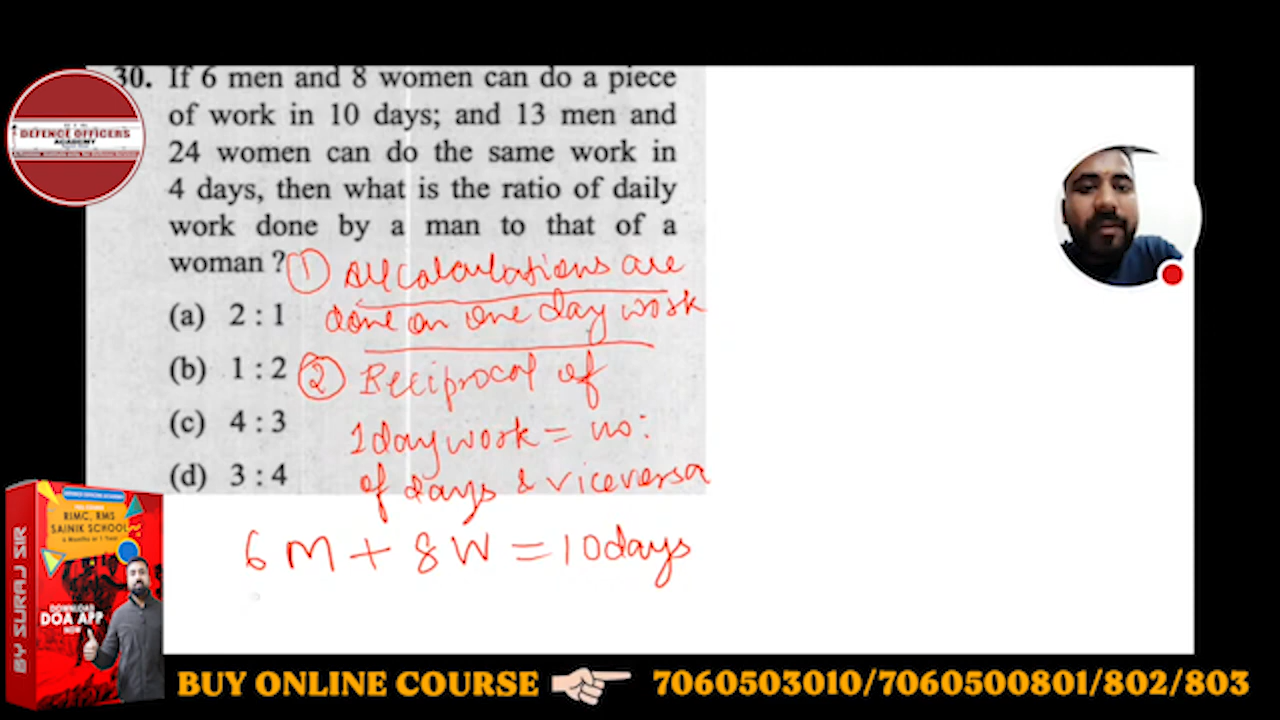 30. If 6 men and 8 women can do a piece
of work in 10 days; and 13 men and
24 women can do the same work in
4 days, then what is the ratio of daily
work done by a man to that of a
woman ?
(a) 2 : 1
(b) 1 : 2
(c) 4 : 3
(d) 3 : 4
① All calculations are
done on one day work
② Reciprocal of
1 day work = no:
of days & viceversa
6 M + 8 W = 10 days
DEFENCE OFFICERS
ACADEMY
DEFENCE OFFICERS ACADEMY
RIMC, RMS
SAINIK SCHOOL
DOWNLOAD
DOA APP
NOW
BY SURAJ SIR
BUY ONLINE COURSE 7060503010/7060500801/802/803